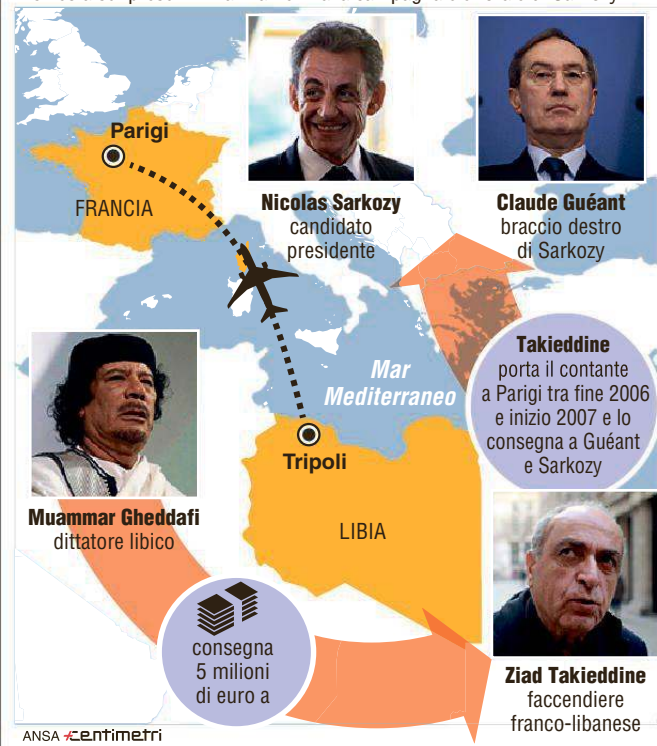 Parigi
FRANCIA
Nicolas Sarkozy
candidato
presidente
Claude Guéant
braccio destro
di Sarkozy
Takieddine
porta il contante
a Parigi tra fine 2006
e inizio 2007 e lo
consegna a Guéant
e Sarkozy
Mar
Mediterraneo
Tripoli
LIBIA
Muammar Gheddafi
dittatore libico
consegna
5 milioni
di euro a
Ziad Takieddine
faccendiere
franco-libanese
ANSA centimetri